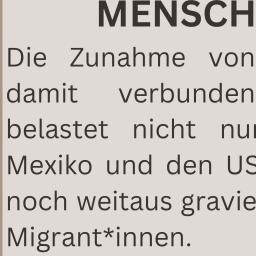 MENSCH
Die Zunahme von
damit verbunden
belastet nicht nur
Mexiko und den US
noch weitaus gravie
Migrant*innen.